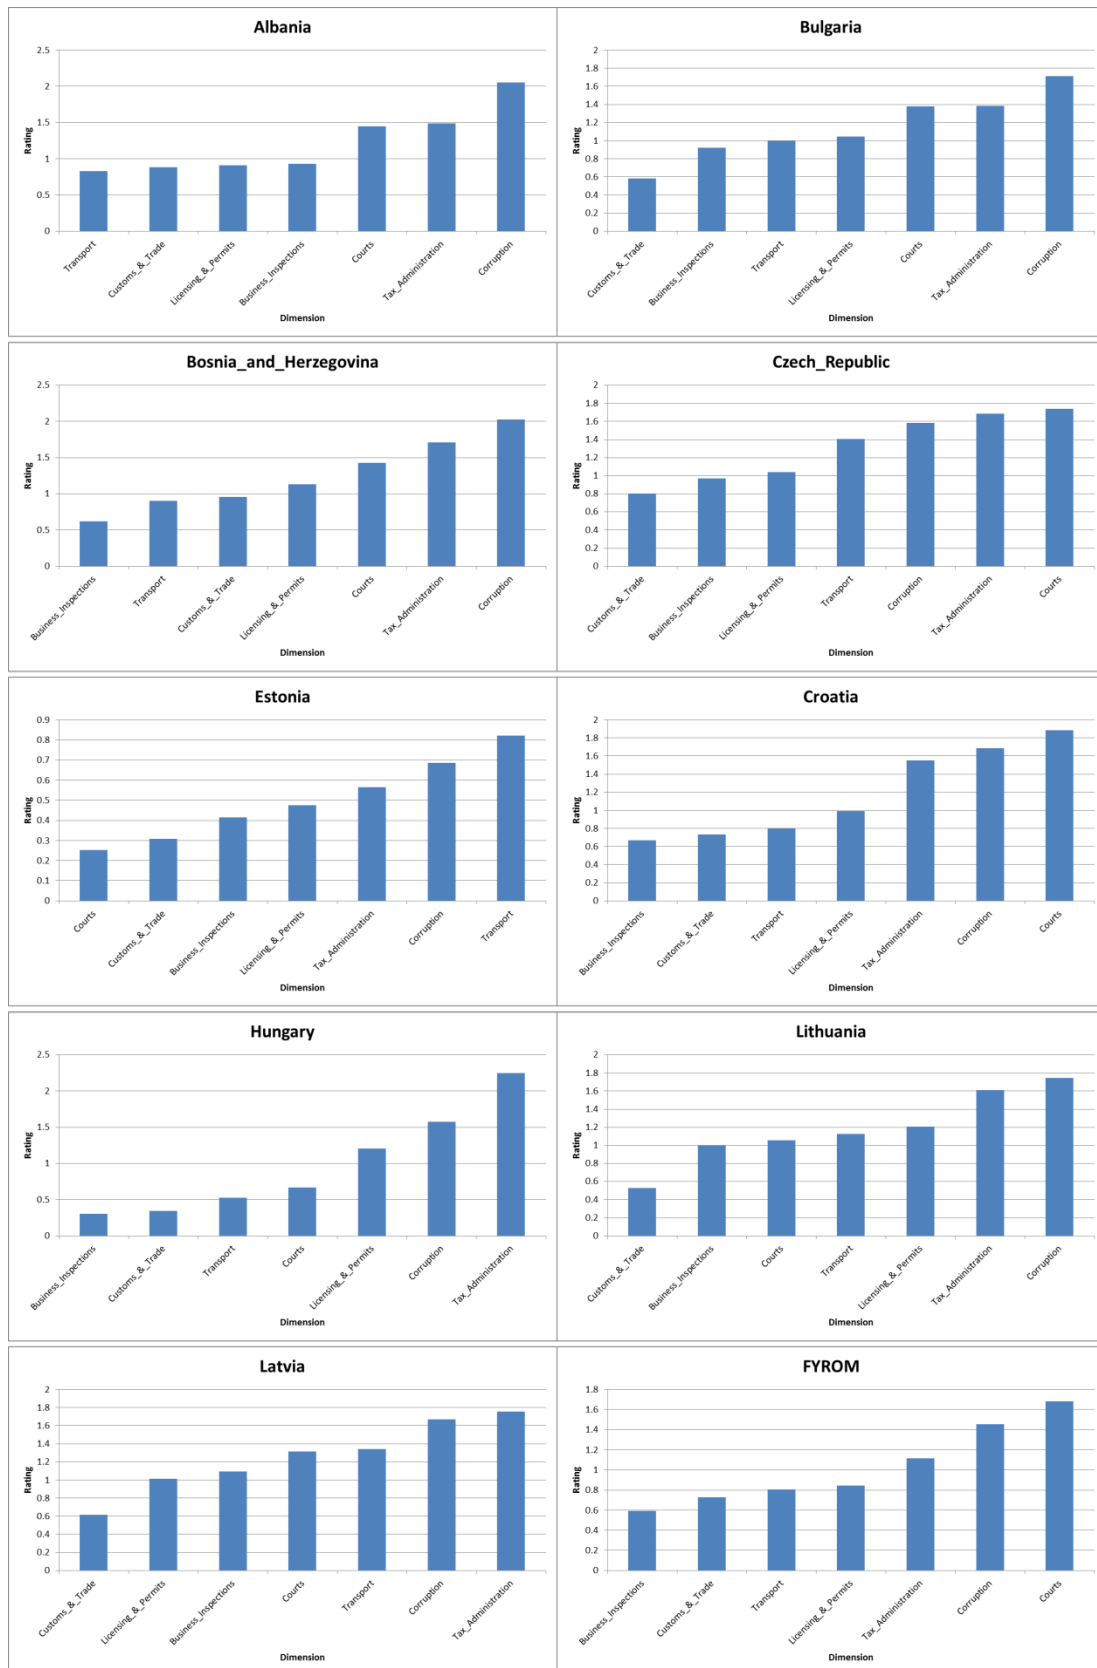 Albania
2.5
2
1.5
1
0.5
0
Rating
Transport
Customs_&_Trade
Licensing_&_Permits
Business_Inspections
Courts
Tax_Administration
Corruption
Dimension
Bulgaria
2
1.8
1.6
1.4
1.2
1
0.8
0.6
0.4
0.2
0
Rating
Customs_&_Trade
Business_Inspections
Transport
Licensing_&_Permits
Courts
Tax_Administration
Corruption
Dimension
Bosnia_and_Herzegovina
2.5
2
1.5
1
0.5
0
Rating
Business_Inspections
Transport
Customs_&_Trade
Licensing_&_Permits
Courts
Tax_Administration
Corruption
Dimension
Czech_Republic
2
1.8
1.6
1.4
1.2
1
0.8
0.6
0.4
0.2
0
Rating
Customs_&_Trade
Business_Inspections
Licensing_&_Permits
Transport
Corruption
Tax_Administration
Courts
Dimension
Estonia
0.9
0.8
0.7
0.6
0.5
0.4
0.3
0.2
0.1
0
Rating
Courts
Customs_&_Trade
Business_Inspections
Licensing_&_Permits
Tax_Administration
Corruption
Transport
Dimension
Croatia
2
1.8
1.6
1.4
1.2
1
0.8
0.6
0.4
0.2
0
Rating
Business_Inspections
Customs_&_Trade
Transport
Licensing_&_Permits
Tax_Administration
Corruption
Courts
Dimension
Hungary
2.5
2
1.5
1
0.5
0
Rating
Business_Inspections
Customs_&_Trade
Transport
Courts
Licensing_&_Permits
Corruption
Tax_Administration
Dimension
Lithuania
2
1.8
1.6
1.4
1.2
1
0.8
0.6
0.4
0.2
0
Rating
Customs_&_Trade
Business_Inspections
Courts
Transport
Licensing_&_Permits
Tax_Administration
Corruption
Dimension
Latvia
2
1.8
1.6
1.4
1.2
1
0.8
0.6
0.4
0.2
0
Rating
Customs_&_Trade
Licensing_&_Permits
Business_Inspections
Courts
Transport
Corruption
Tax_Administration
Dimension
FYROM
1.8
1.6
1.4
1.2
1
0.8
0.6
0.4
0.2
0
Rating
Business_Inspections
Customs_&_Trade
Transport
Licensing_&_Permits
Tax_Administration
Corruption
Courts
Dimension